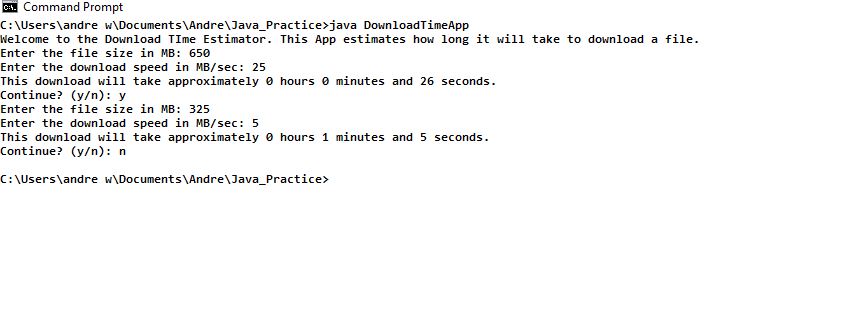 Command Prompt
C:\Users\andre w\Documents\Andre\Java_Practice>java DownloadTimeApp
Welcome to the Download TIme Estimator. This App estimates how long it will take to download a file.
Enter the file size in MB: 650
Enter the download speed in MB/sec: 25
This download will take approximately 0 hours 0 minutes and 26 seconds.
Continue? (y/n): y
Enter the file size in MB: 325
Enter the download speed in MB/sec: 5
This download will take approximately 0 hours 1 minutes and 5 seconds.
Continue? (y/n): n
C:\Users\andre w\Documents\Andre\Java_Practice>